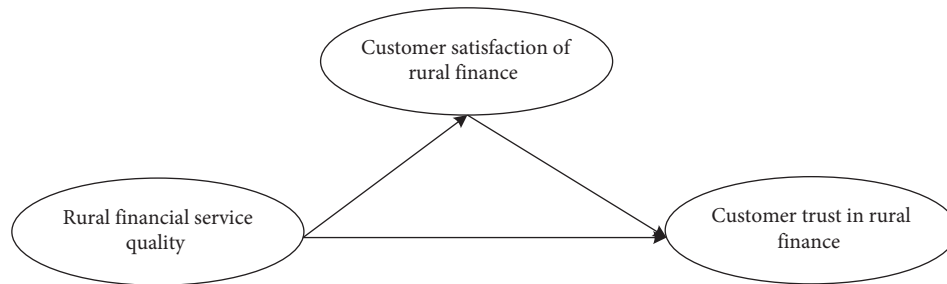 Customer satisfaction of
rural finance
Rural financial service
quality
Customer trust in rural
finance